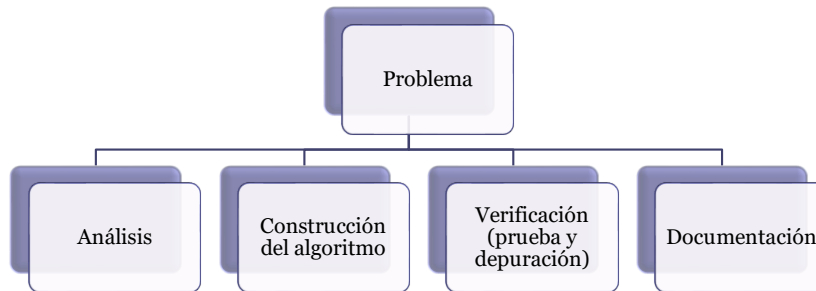 Problema
Análisis
Construcción
del algoritmo
Verificación
(prueba y
depuración)
Documentación